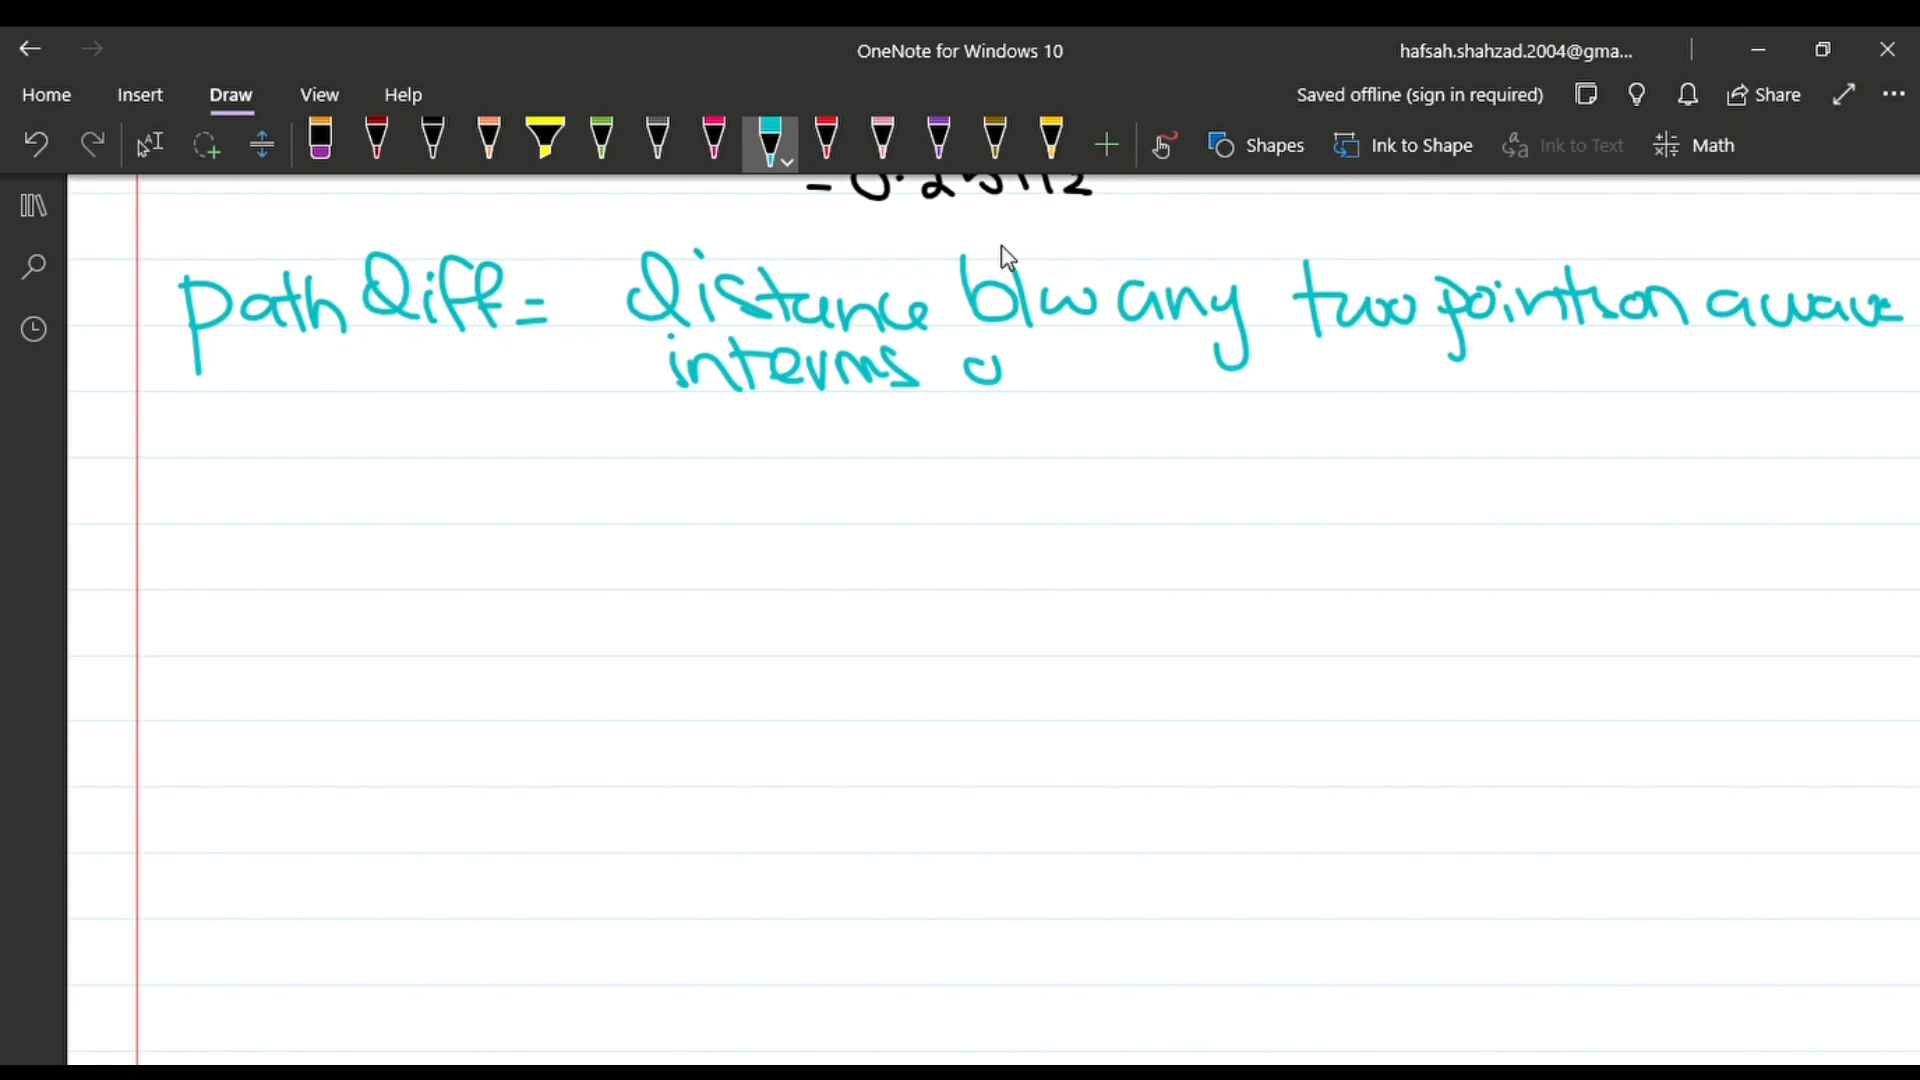 OneNote for Windows 10
hafsah.shahzad.2004@gma...
Home Insert Draw View Help
Saved offline (sign in required) Share
Shapes Ink to Shape Ink to Text Math
path diff = distance b/w any two points on a wave
interms o